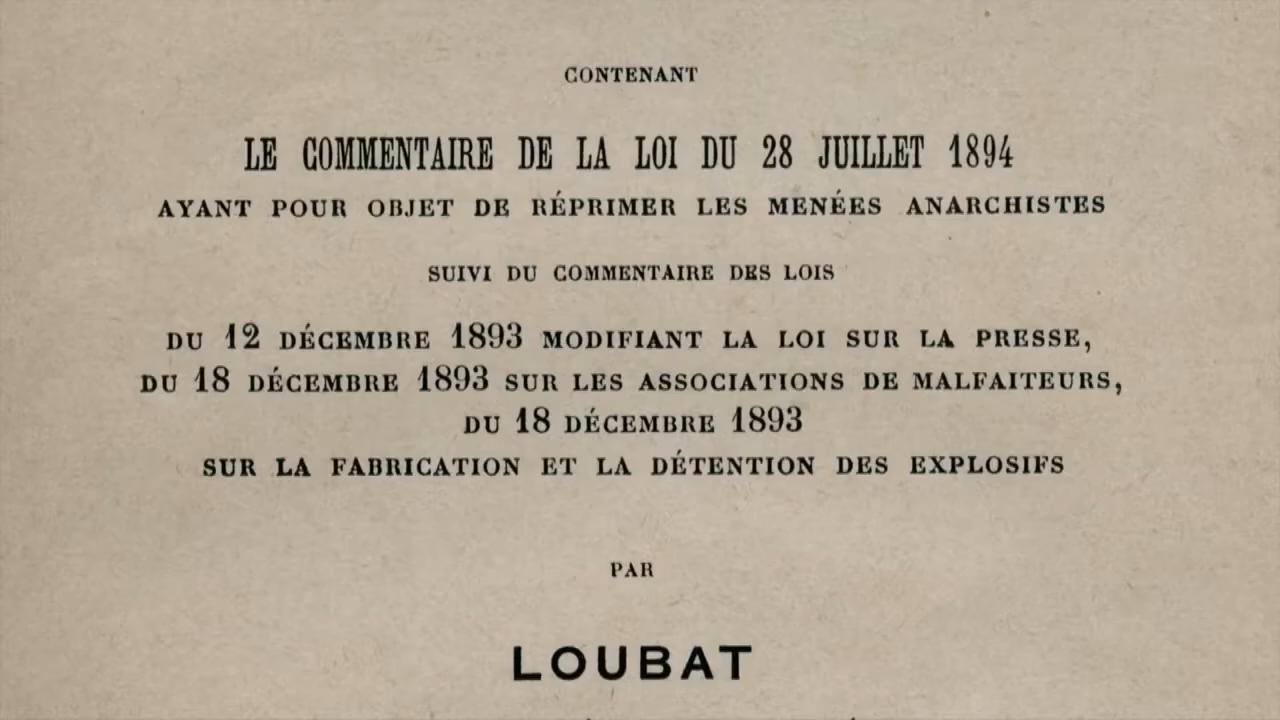 CONTENANT
LE COMMENTAIRE DE LA LOI DU 28 JUILLET 1894
AYANT POUR OBJET DE RÉPRIMER LES MENÉES ANARCHISTES
SUIVI DU COMMENTAIRE DES LOIS
DU 12 DÉCEMBRE 1893 MODIFIANT LA LOI SUR LA PRESSE,
DU 18 DÉCEMBRE 1893 SUR LES ASSOCIATIONS DE MALFAITEURS,
DU 18 DÉCEMBRE 1893
SUR LA FABRICATION ET LA DÉTENTION DES EXPLOSIFS
PAR
LOUBAT